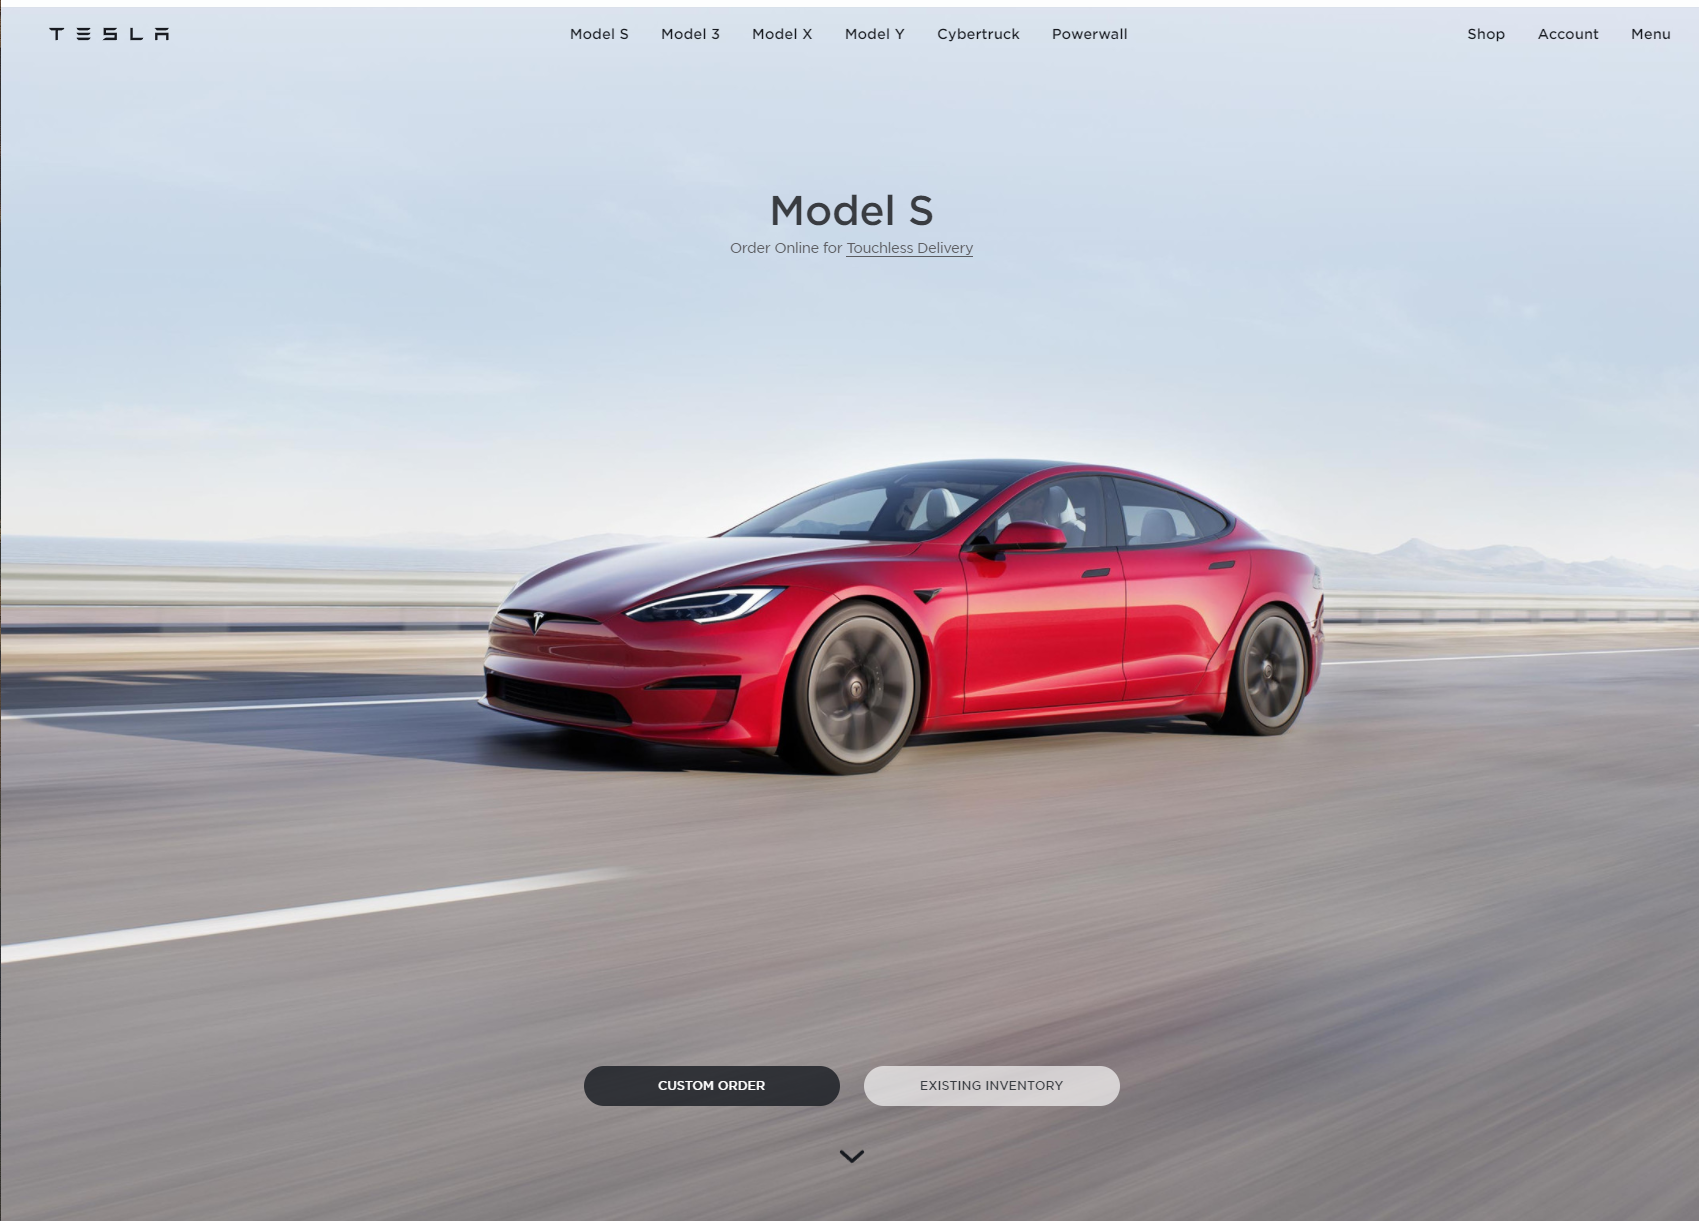 TESLA
Model S Model 3 Model X Model Y Cybertruck Powerwall
Shop Account Menu
Model S
Order Online for Touchless Delivery
CUSTOM ORDER
EXISTING INVENTORY